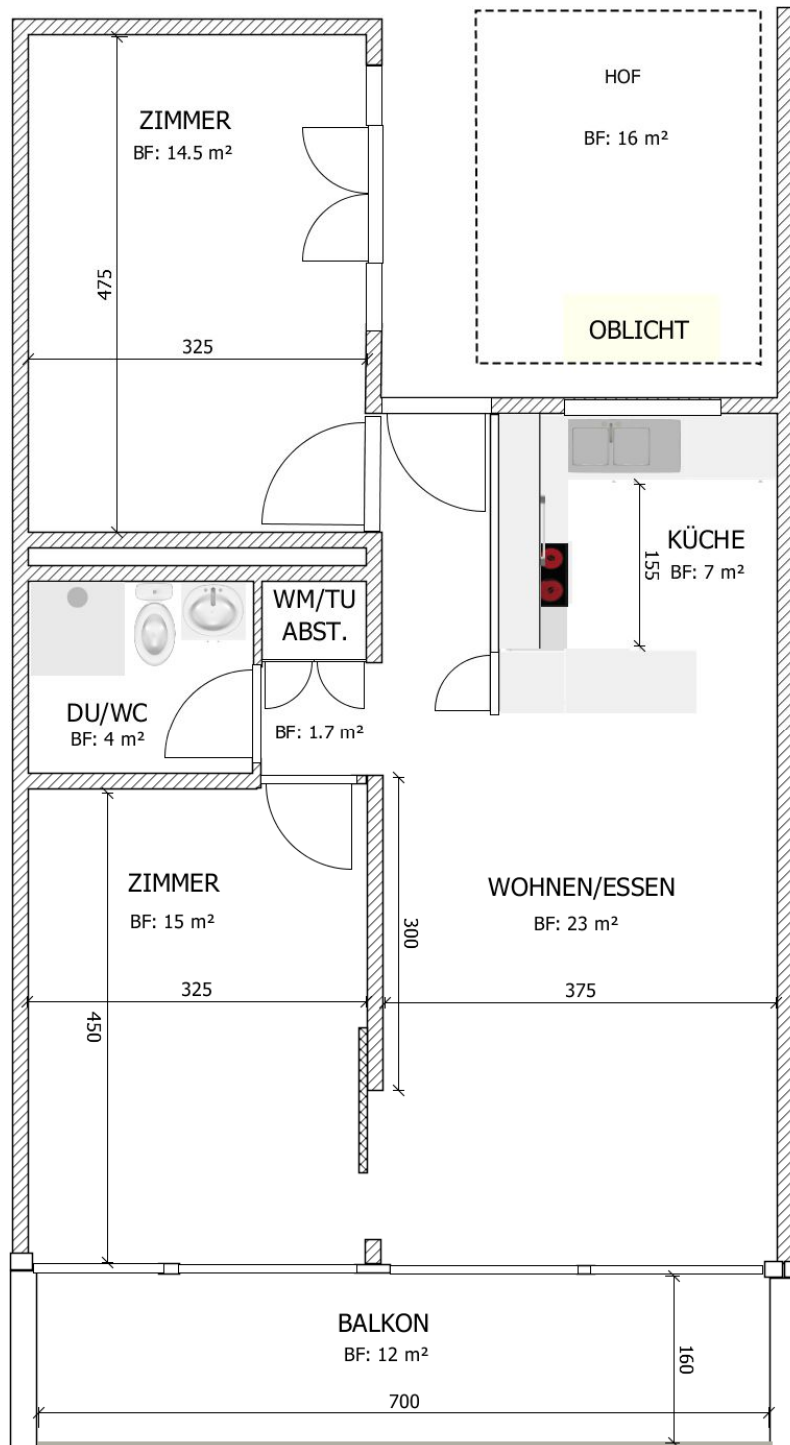 HOF
BF: 16 m²
OBLICHT
ZIMMER
BF: 14.5 m²
475
325
KÜCHE
BF: 7 m²
155
WM/TU
ABST.
DU/WC
BF: 4 m²
BF: 1.7 m²
ZIMMER
BF: 15 m²
325
450
WOHNEN/ESSEN
BF: 23 m²
300
375
BALKON
BF: 12 m²
160
700